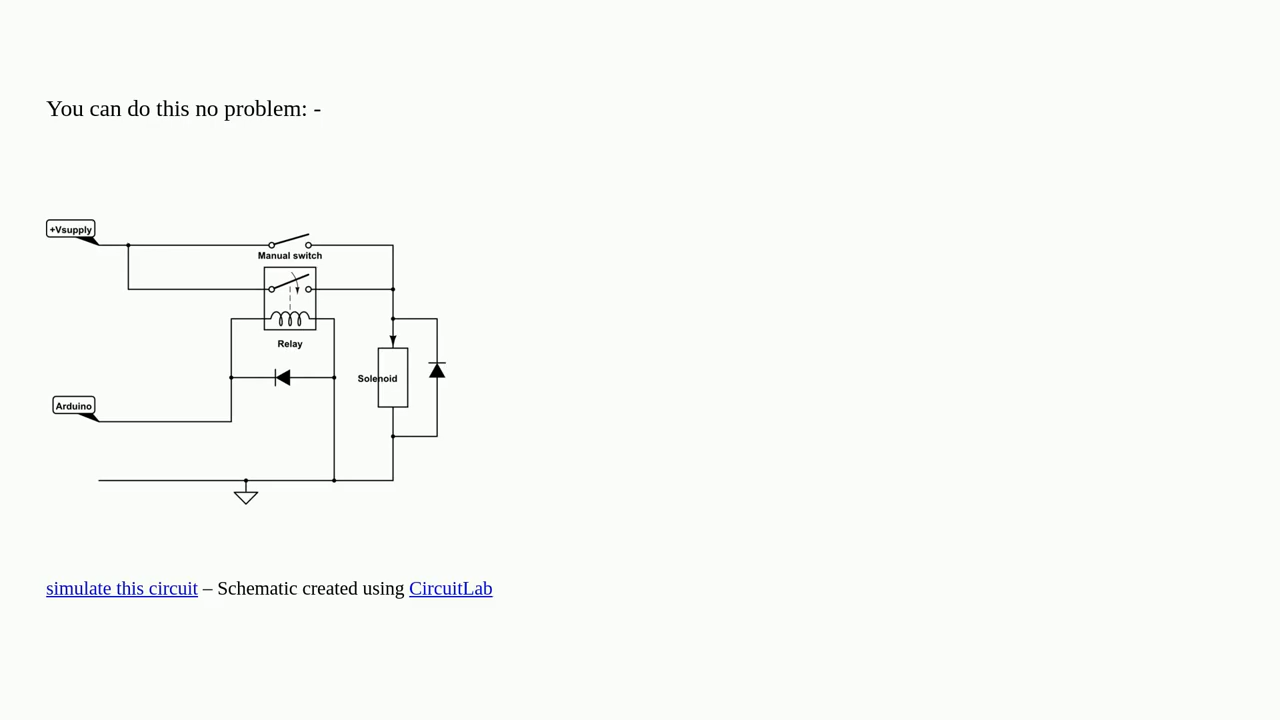 You can do this no problem: -
+Vsupply
Manual switch
Relay
Solenoid
Arduino
simulate this circuit – Schematic created using CircuitLab